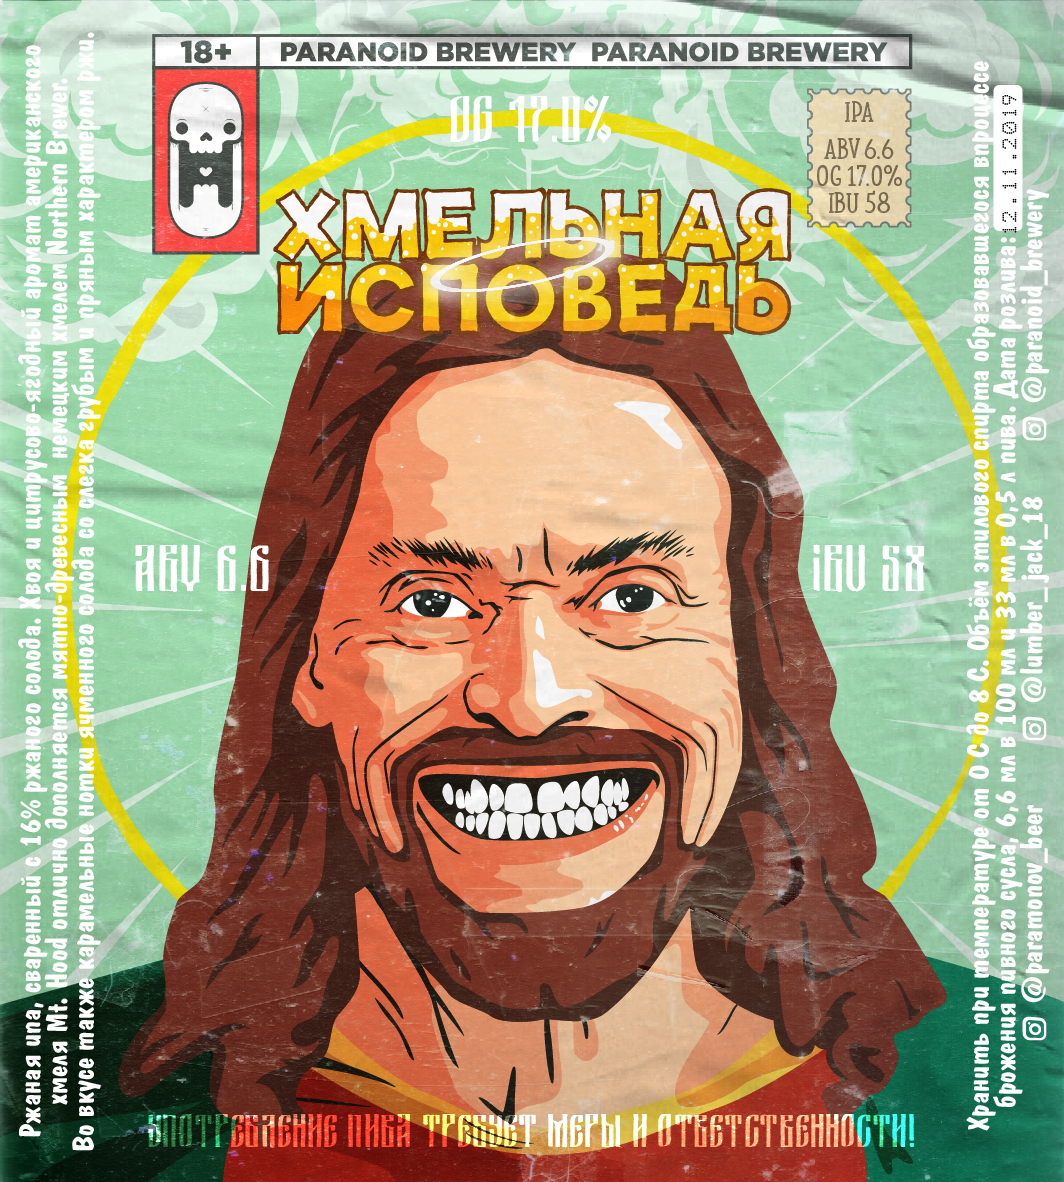 18+
PARANOID BREWERY PARANOID BREWERY
OG 17.0%
IPA
ABV 6.6
OG 17.0%
IBU 58
ХМЕЛЬНАЯ
ИСПОВЕДЬ
ABV 6.6
iBU 58
УПОТРЕБЛЕНИЕ ПИВА ТРЕБУЕТ МЕРЫ И ОТВЕТСТВЕННОСТИ!
Ржаная ипа, сваренный с 16% ржаного солода. Хвоя и цитрусово-ягодный аромат американского
хмеля Mt. Hood отлично дополняется мятно-древесным немецким хмелем Northern Brewer.
Во вкусе также карамельные нотки ячменного солода со слегка грубым и пряным характером ржи.
Хранить при температуре от 0 С до 8 С. Объём этилового спирта образовавшегося впроцессе
брожения пивного сусла, 6,6 мл в 100 мл и 33 мл в 0,5 л пива. Дата розлива: 12.11.2019
@paramonov_beer @lumber_jack_18 @paranoid_brewery